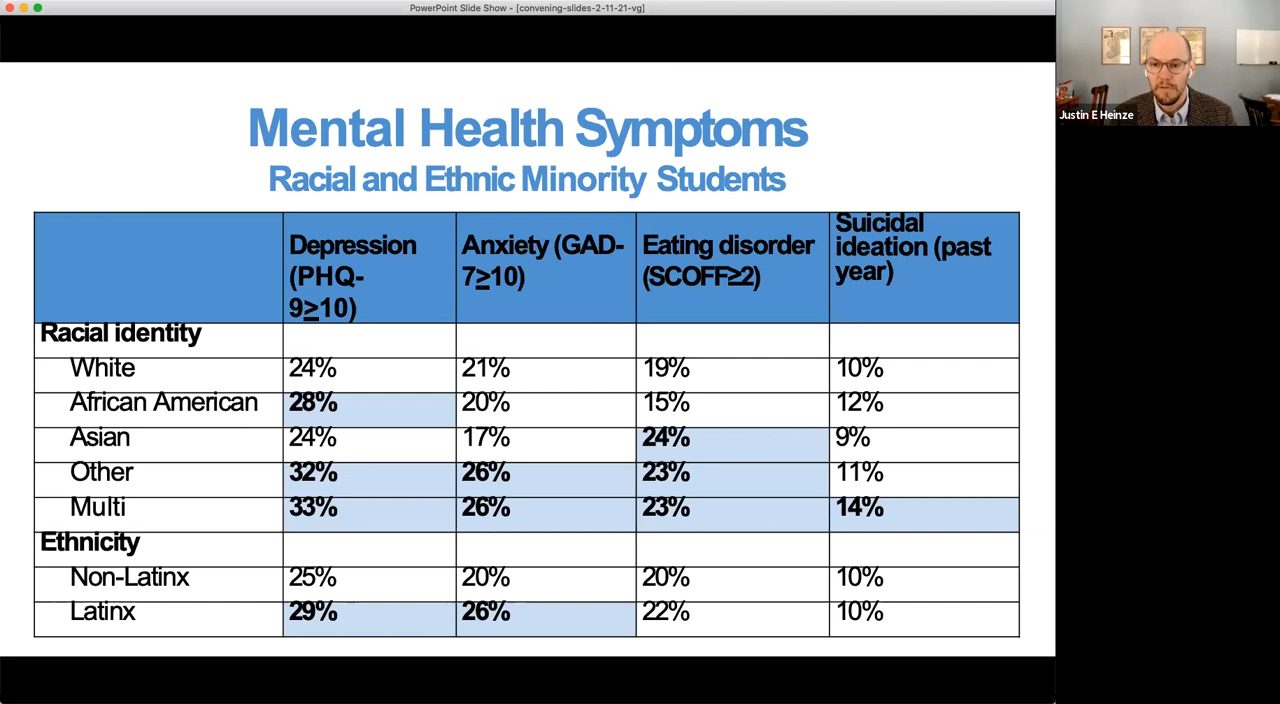 PowerPoint Slide Show - [convening-slides-2-11-21-vg]
Justin E Heinze
Mental Health Symptoms
Racial and Ethnic Minority Students
Depression (PHQ-9≥10) Anxiety (GAD-7≥10) Eating disorder (SCOFF≥2) Suicidal ideation (past year)
Racial identity
White 24% 21% 19% 10%
African American 28% 20% 15% 12%
Asian 24% 17% 24% 9%
Other 32% 26% 23% 11%
Multi 33% 26% 23% 14%
Ethnicity
Non-Latinx 25% 20% 20% 10%
Latinx 29% 26% 22% 10%